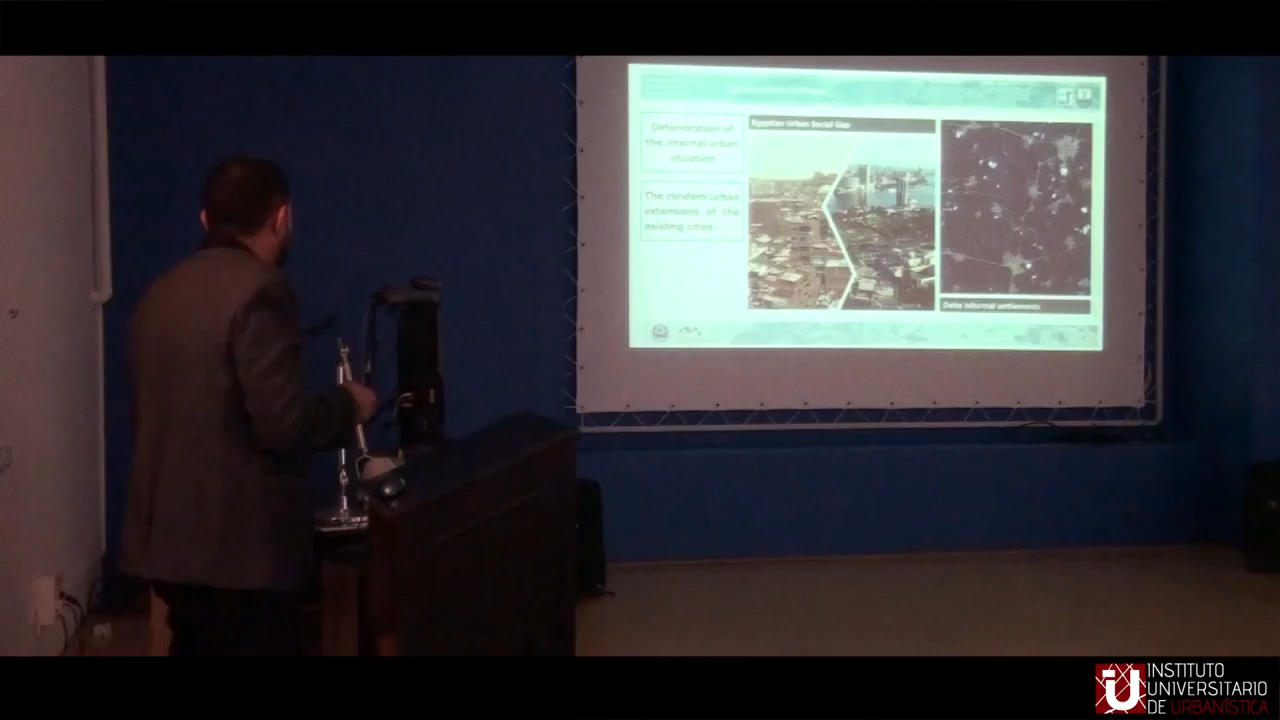 Deterioration of
the internal urban
situation
The random urban
extensions of the
existing cities
Egyptian Urban Social Gap
Delta informal settlements
INSTITUTO
UNIVERSITARIO
DE URBANÍSTICA